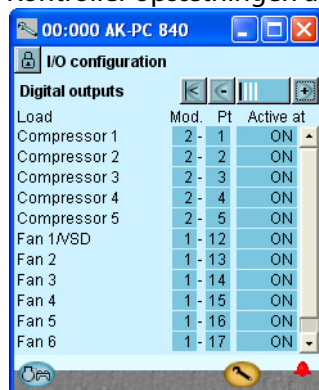 00:000 AK-PC 840
I/O configuration
Digital outputs
Load Mod. Pt Active at
Compressor 1 2 - 1 ON
Compressor 2 2 - 2 ON
Compressor 3 2 - 3 ON
Compressor 4 2 - 4 ON
Compressor 5 2 - 5 ON
Fan 1/VSD 1 - 12 ON
Fan 2 1 - 13 ON
Fan 3 1 - 14 ON
Fan 4 1 - 15 ON
Fan 5 1 - 16 ON
Fan 6 1 - 17 ON